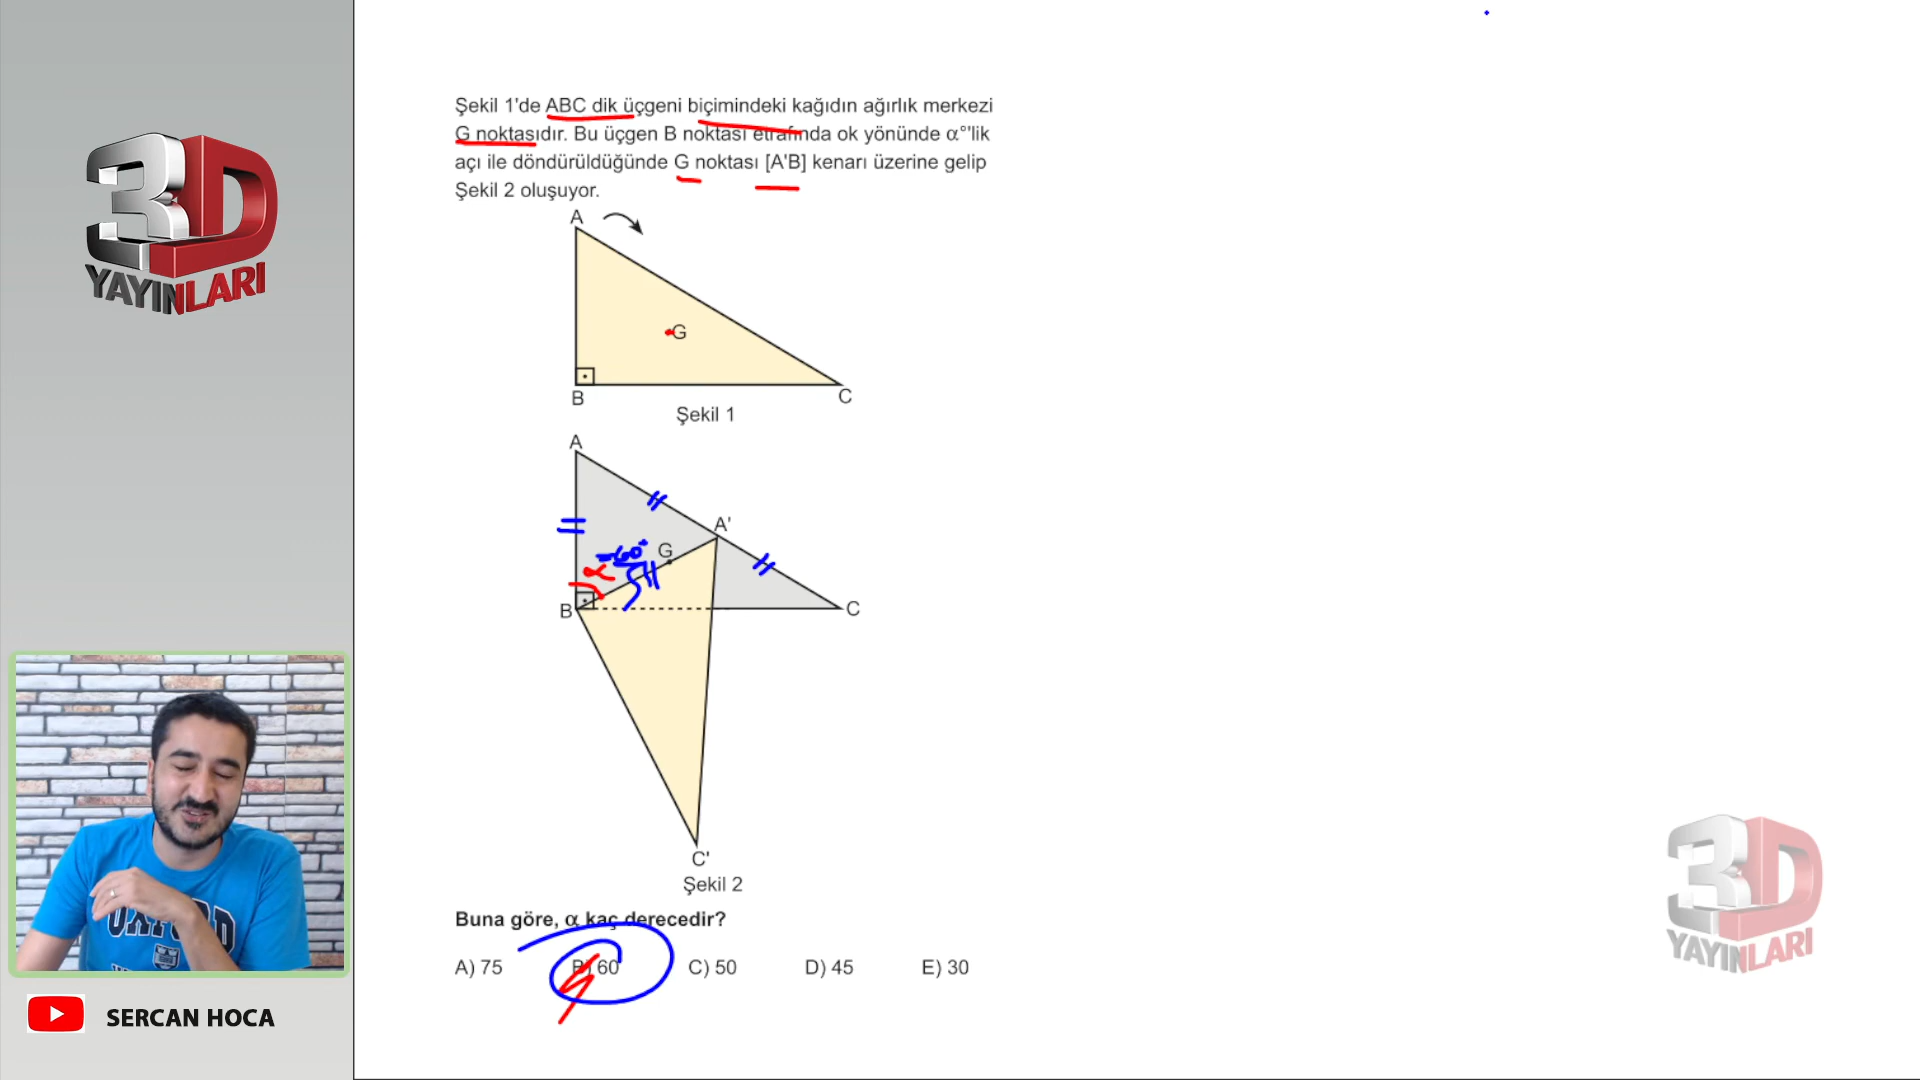 3D
YAYINLARI
Şekil 1'de ABC dik üçgeni biçimindeki kağıdın ağırlık merkezi
G noktasıdır. Bu üçgen B noktası etrafında ok yönünde α°'lik
açı ile döndürüldüğünde G noktası [A'B] kenarı üzerine gelip
Şekil 2 oluşuyor.
A
G
B
C
Şekil 1
A
A'
G
α = 60°
B
C
C'
Şekil 2
Buna göre, α kaç derecedir?
A) 75 B) 60 C) 50 D) 45 E) 30
OXFORD
SERCAN HOCA
3D
YAYINLARI